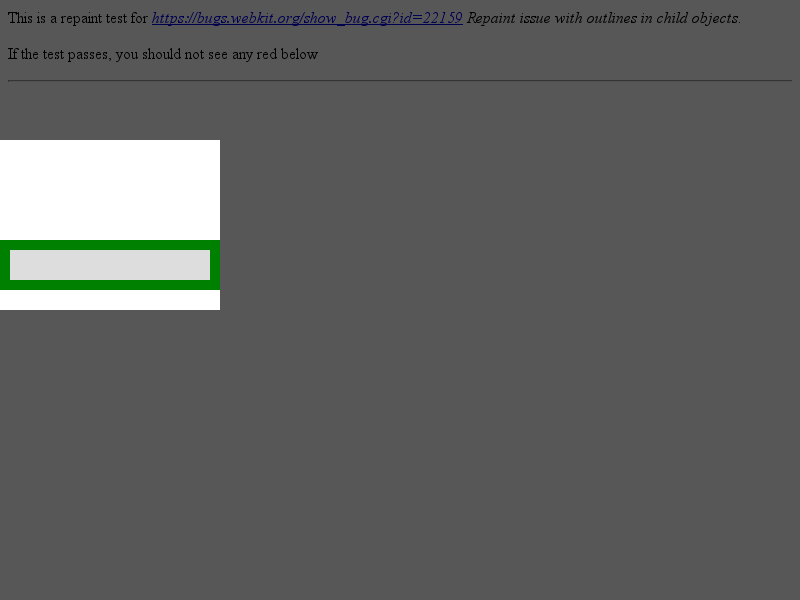 This is a repaint test for https://bugs.webkit.org/show_bug.cgi?id=22159 Repaint issue with outlines in child objects.
If the test passes, you should not see any red below